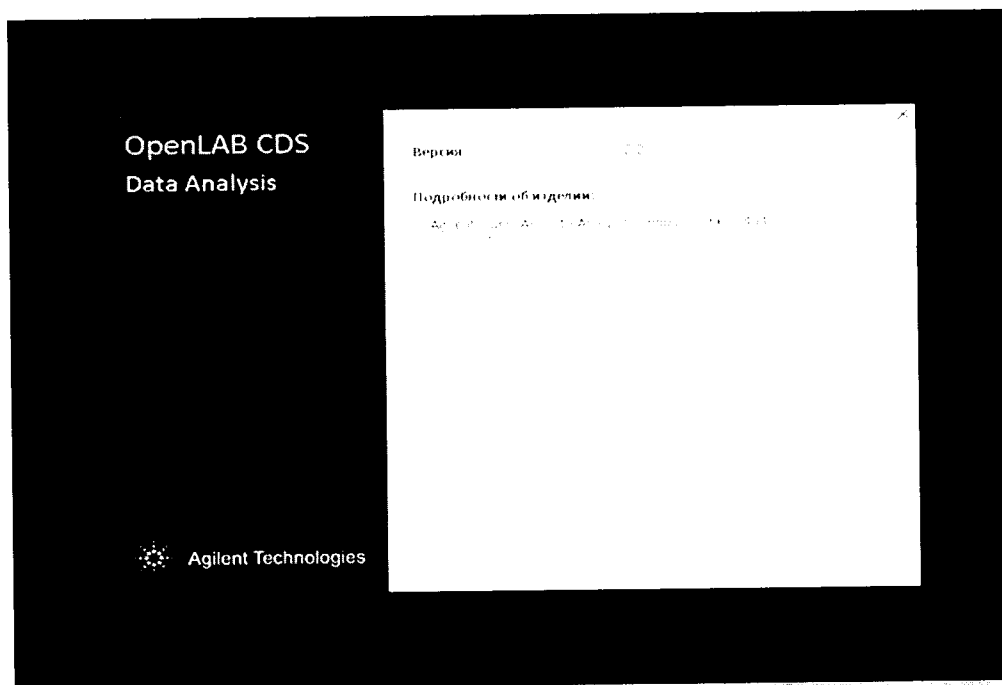 OpenLAB CDS
Data Analysis
Версия
Подробности об изделии:
Agilent Technologies